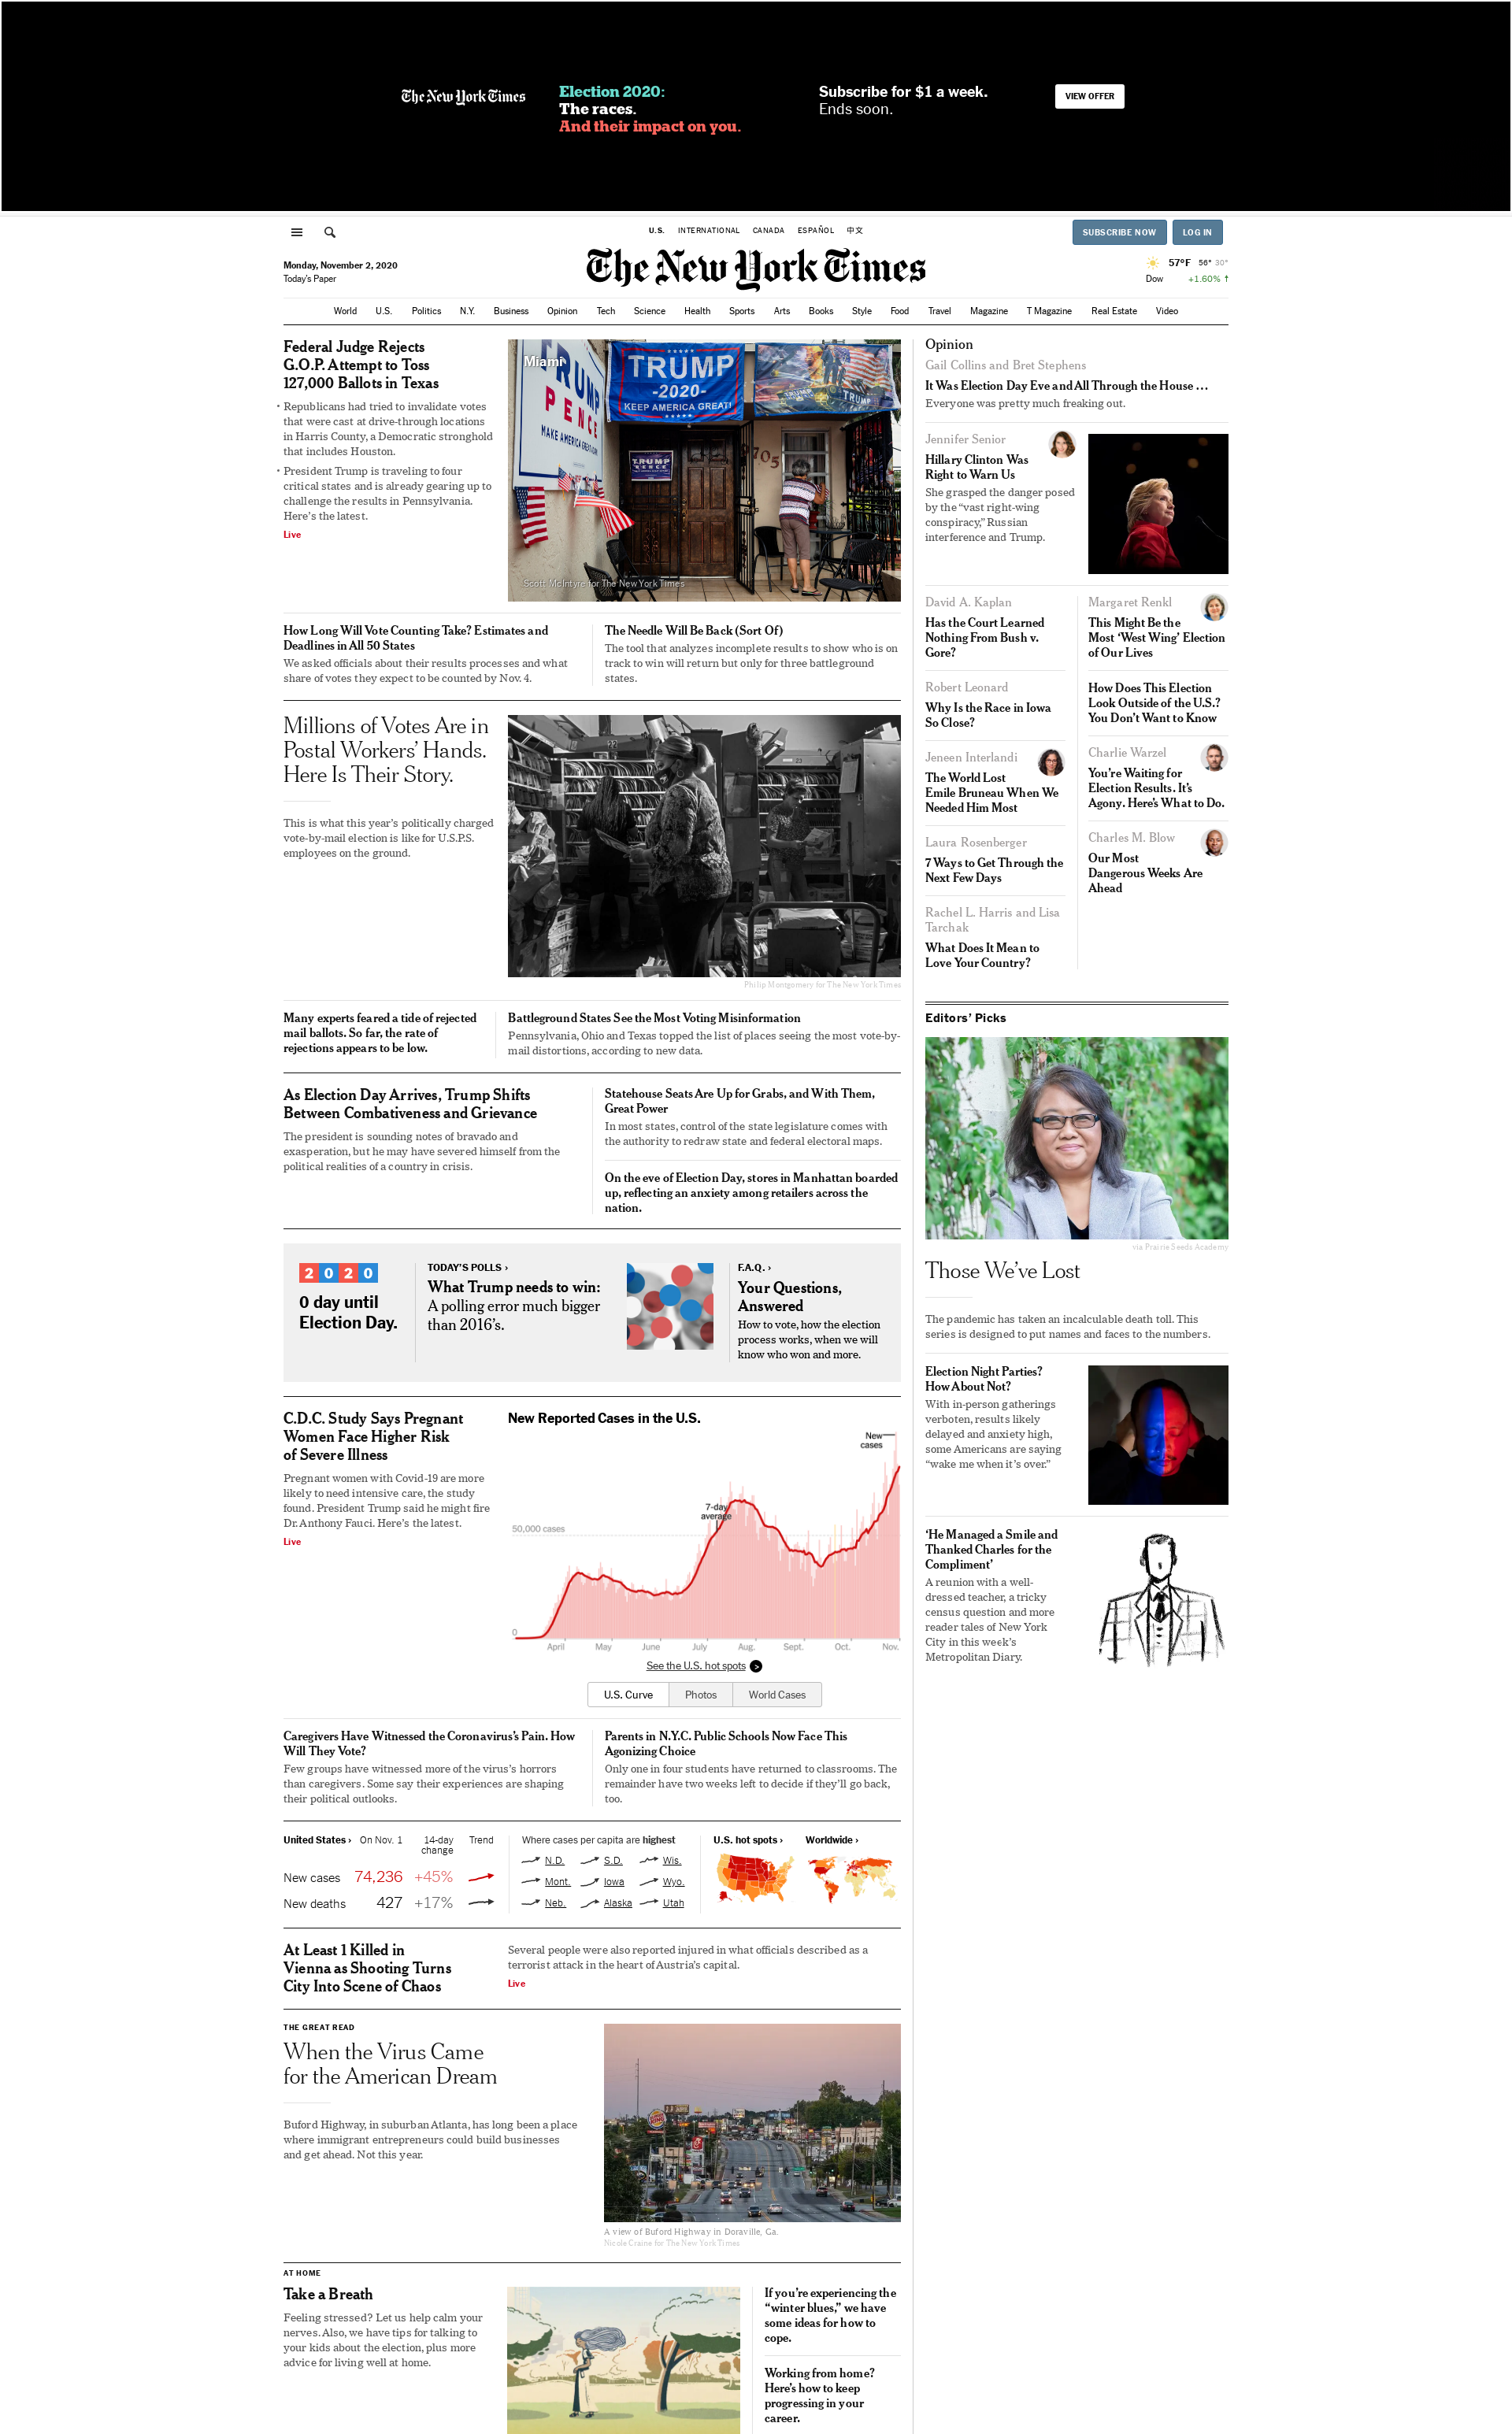 The New York Times
Election 2020:
The races.
And their impact on you.
Subscribe for $1 a week.
Ends soon.
VIEW OFFER
U.S. INTERNATIONAL CANADA ESPAÑOL 中文
SUBSCRIBE NOW LOG IN
Monday, November 2, 2020
Today's Paper
The New York Times
57°F 56° 30°
Dow +1.60% ↑
World U.S. Politics N.Y. Business Opinion Tech Science Health Sports Arts Books Style Food Travel Magazine T Magazine Real Estate Video
Federal Judge Rejects
G.O.P. Attempt to Toss
127,000 Ballots in Texas
• Republicans had tried to invalidate votes
that were cast at drive-through locations
in Harris County, a Democratic stronghold
that includes Houston.
• President Trump is traveling to four
critical states and is already gearing up to
challenge the results in Pennsylvania.
Here's the latest.
Live
Miami
TRUMP
PENCE
MAKE AMERICA GREAT
TRUMP
-2020-
KEEP AMERICA GREAT!
TRUMP
705
TRUMP
PENCE
Scott McIntyre for The New York Times
How Long Will Vote Counting Take? Estimates and
Deadlines in All 50 States
We asked officials about their results processes and what
share of votes they expect to be counted by Nov. 4.
The Needle Will Be Back (Sort Of)
The tool that analyzes incomplete results to show who is on
track to win will return but only for three battleground
states.
Millions of Votes Are in
Postal Workers' Hands.
Here Is Their Story.
This is what this year's politically charged
vote-by-mail election is like for U.S.P.S.
employees on the ground.
Philip Montgomery for The New York Times
Many experts feared a tide of rejected
mail ballots. So far, the rate of
rejections appears to be low.
Battleground States See the Most Voting Misinformation
Pennsylvania, Ohio and Texas topped the list of places seeing the most vote-by-
mail distortions, according to new data.
As Election Day Arrives, Trump Shifts
Between Combativeness and Grievance
The president is sounding notes of bravado and
exasperation, but he may have severed himself from the
political realities of a country in crisis.
Statehouse Seats Are Up for Grabs, and With Them,
Great Power
In most states, control of the state legislature comes with
the authority to redraw state and federal electoral maps.
On the eve of Election Day, stores in Manhattan boarded
up, reflecting an anxiety among retailers across the
nation.
2020
0 day until
Election Day.
TODAY'S POLLS ›
What Trump needs to win:
A polling error much bigger
than 2016's.
F.A.Q. ›
Your Questions,
Answered
How to vote, how the election
process works, when we will
know who won and more.
C.D.C. Study Says Pregnant
Women Face Higher Risk
of Severe Illness
Pregnant women with Covid-19 are more
likely to need intensive care, the study
found. President Trump said he might fire
Dr. Anthony Fauci. Here's the latest.
Live
New Reported Cases in the U.S.
New
cases
7-day
average
50,000 cases
0
April May June July Aug. Sept. Oct. Nov.
See the U.S. hot spots >
U.S. Curve Photos World Cases
Caregivers Have Witnessed the Coronavirus's Pain. How
Will They Vote?
Few groups have witnessed more of the virus's horrors
than caregivers. Some say their experiences are shaping
their political outlooks.
Parents in N.Y.C. Public Schools Now Face This
Agonizing Choice
Only one in four students have returned to classrooms. The
remainder have two weeks left to decide if they'll go back,
too.
United States › On Nov. 1 14-day
change Trend
New cases 74,236 +45%
New deaths 427 +17%
Where cases per capita are highest
N.D. S.D. Wis.
Mont. Iowa Wyo.
Neb. Alaska Utah
U.S. hot spots › Worldwide ›
At Least 1 Killed in
Vienna as Shooting Turns
City Into Scene of Chaos
Several people were also reported injured in what officials described as a
terrorist attack in the heart of Austria's capital.
Live
THE GREAT READ
When the Virus Came
for the American Dream
Buford Highway, in suburban Atlanta, has long been a place
where immigrant entrepreneurs could build businesses
and get ahead. Not this year.
A view of Buford Highway in Doraville, Ga.
Nicole Craine for The New York Times
AT HOME
Take a Breath
Feeling stressed? Let us help calm your
nerves. Also, we have tips for talking to
your kids about the election, plus more
advice for living well at home.
If you're experiencing the
“winter blues,” we have
some ideas for how to
cope.
Working from home?
Here's how to keep
progressing in your
career.
Opinion
Gail Collins and Bret Stephens
It Was Election Day Eve and All Through the House …
Everyone was pretty much freaking out.
Jennifer Senior
Hillary Clinton Was
Right to Warn Us
She grasped the danger posed
by the “vast right-wing
conspiracy,” Russian
interference and Trump.
David A. Kaplan
Has the Court Learned
Nothing From Bush v.
Gore?
Robert Leonard
Why Is the Race in Iowa
So Close?
Jeneen Interlandi
The World Lost
Emile Bruneau When We
Needed Him Most
Laura Rosenberger
7 Ways to Get Through the
Next Few Days
Rachel L. Harris and Lisa
Tarchak
What Does It Mean to
Love Your Country?
Margaret Renkl
This Might Be the
Most ‘West Wing’ Election
of Our Lives
How Does This Election
Look Outside of the U.S.?
You Don't Want to Know
Charlie Warzel
You're Waiting for
Election Results. It's
Agony. Here's What to Do.
Charles M. Blow
Our Most
Dangerous Weeks Are
Ahead
Editors' Picks
via Prairie Seeds Academy
Those We've Lost
The pandemic has taken an incalculable death toll. This
series is designed to put names and faces to the numbers.
Election Night Parties?
How About Not?
With in-person gatherings
verboten, results likely
delayed and anxiety high,
some Americans are saying
“wake me when it's over.”
‘He Managed a Smile and
Thanked Charles for the
Compliment’
A reunion with a well-
dressed teacher, a tricky
census question and more
reader tales of New York
City in this week's
Metropolitan Diary.